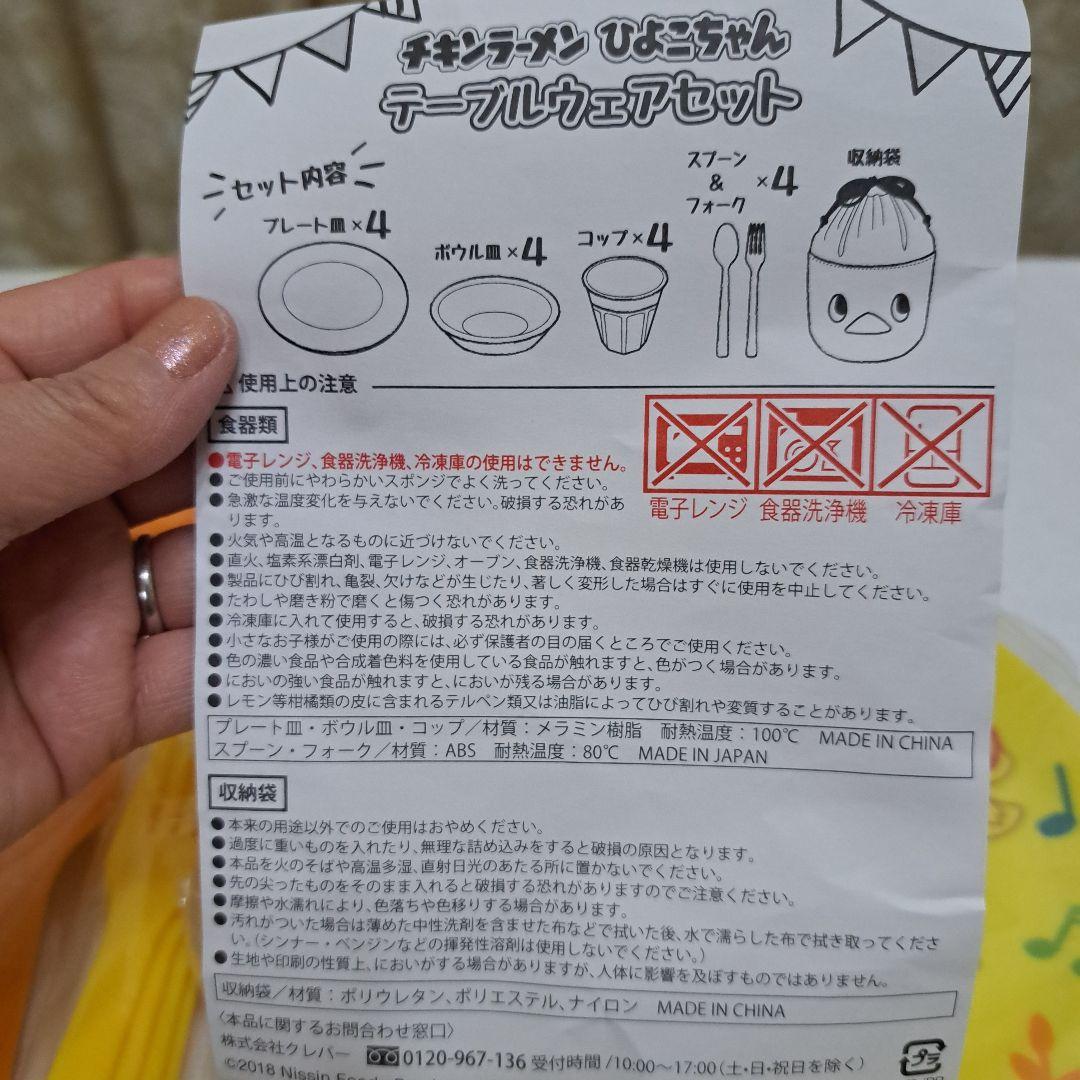 チキンラーメン ひよこちゃん
テーブルウェアセット
セット内容
プレート皿×4
ボウル皿×4
コップ×4
スプーン
&
フォーク
×4
収納袋
使用上の注意
食器類
●電子レンジ、食器洗浄機、冷凍庫の使用はできません。
●ご使用前にやわらかいスポンジでよく洗ってください。
●急激な温度変化を与えないでください。破損する恐れがあ
ります。
電子レンジ 食器洗浄機 冷凍庫
●火気や高温となるものに近づけないでください。
●直火、塩素系漂白剤、電子レンジ、オーブン、食器洗浄機、食器乾燥機は使用しないでください。
●製品にひび割れ、亀裂、欠けなどが生じたり、著しく変形した場合はすぐに使用を中止してください。
●たわしや磨き粉で磨くと傷つく恐れがあります。
●冷凍庫に入れて使用すると、破損する恐れがあります。
●小さなお子様がご使用の際には、必ず保護者の目の届くところでご使用ください。
●色の濃い食品や合成着色料を使用している食品が触れますと、色がつく場合があります。
●においの強い食品が触れますと、においが残る場合があります。
●レモン等柑橘類の皮に含まれるテルペン類又は油脂によってひび割れや変質することがあります。
プレート皿・ボウル皿・コップ／材質：メラミン樹脂 耐熱温度：100℃ MADE IN CHINA
スプーン・フォーク／材質：ABS 耐熱温度：80℃ MADE IN JAPAN
収納袋
●本来の用途以外でのご使用はおやめください。
●過度に重いものを入れたり、無理な詰め込みをすると破損の原因となります。
●本品を火のそばや高温多湿、直射日光のあたる所に置かないでください。
●先の尖ったものをそのまま入れると破損する恐れがありますのでご注意ください。
●摩擦や水濡れにより、色落ちや色移りする場合があります。
●汚れがついた場合は薄めた中性洗剤を含ませた布などで拭いた後、水で濡らした布で拭き取ってくださ
い。（シンナー・ベンジンなどの揮発性溶剤は使用しないでください。）
●生地や印刷の性質上、においがする場合がありますが、人体に影響を及ぼすものではありません。
収納袋／材質：ポリウレタン、ポリエステル、ナイロン MADE IN CHINA
〈本品に関するお問合わせ窓口〉
株式会社クレバー 0120-967-136 受付時間／10:00～17:00（土・日・祝日を除く）
プラ
©2018 Nissin